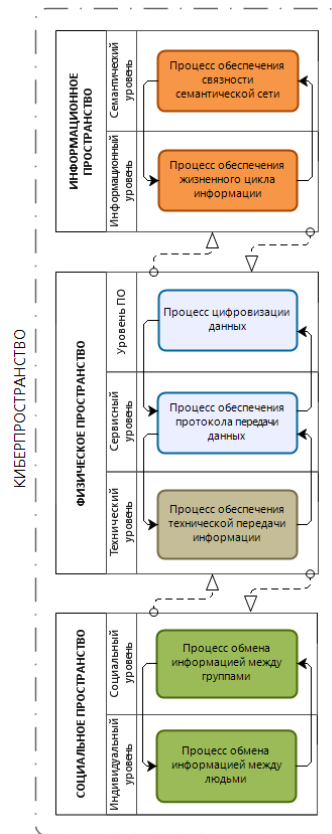 КИБЕРПРОСТРАНСТВО
ИНФОРМАЦИОННОЕ
ПРОСТРАНСТВО
Семантический
уровень
Процесс обеспечения
связности
семантической сети
Информационный
уровень
Процесс обеспечения
жизненного цикла
информации
ФИЗИЧЕСКОЕ ПРОСТРАНСТВО
Уровень ПО
Процесс цифровизации
данных
Сервисный
уровень
Процесс обеспечения
протокола передачи
данных
Технический
уровень
Процесс обеспечения
технической передачи
информации
СОЦИАЛЬНОЕ ПРОСТРАНСТВО
Социальный
уровень
Процесс обмена
информацией между
группами
Индивидуальный
уровень
Процесс обмена
информацией между
людьми